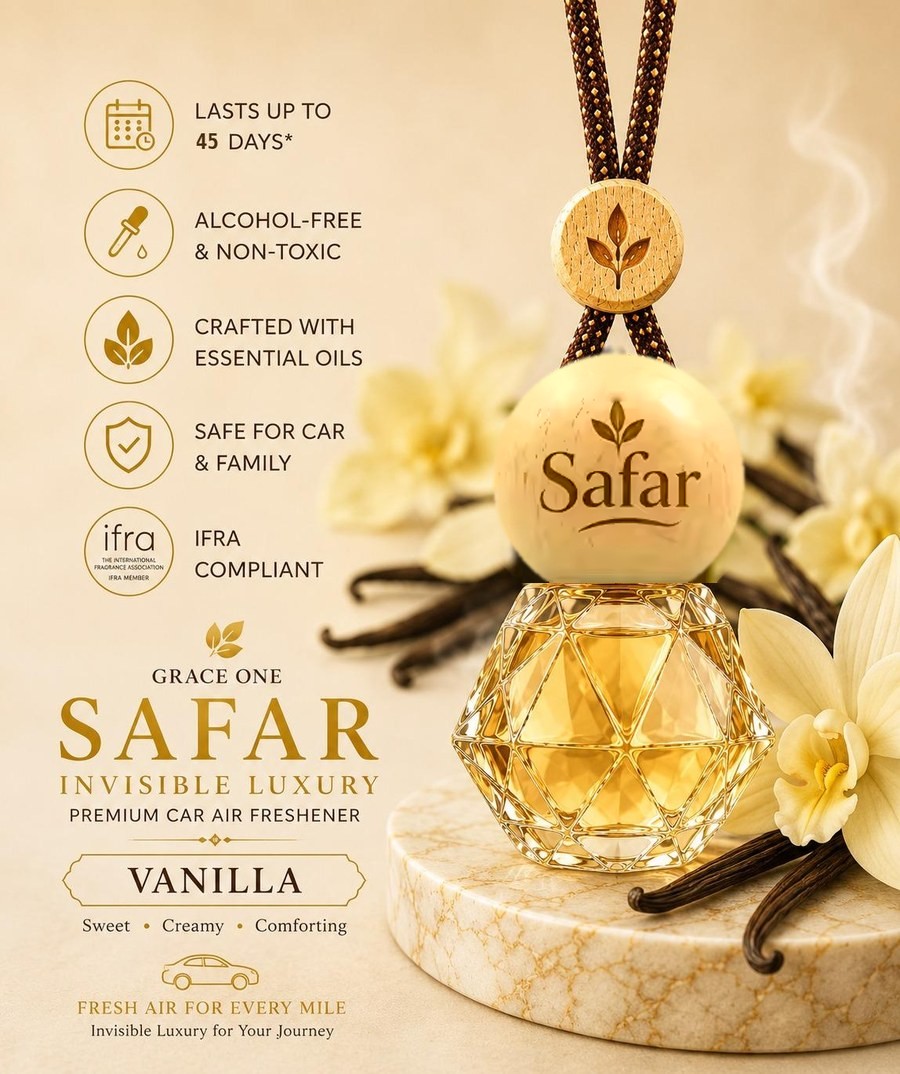 LASTS UP TO
45 DAYS*
ALCOHOL-FREE
& NON-TOXIC
CRAFTED WITH
ESSENTIAL OILS
SAFE FOR CAR
& FAMILY
ifra
THE INTERNATIONAL
FRAGRANCE ASSOCIATION
IFRA MEMBER
IFRA
COMPLIANT
GRACE ONE
SAFAR
INVISIBLE LUXURY
PREMIUM CAR AIR FRESHENER
VANILLA
Sweet • Creamy • Comforting
FRESH AIR FOR EVERY MILE
Invisible Luxury for Your Journey
Safar